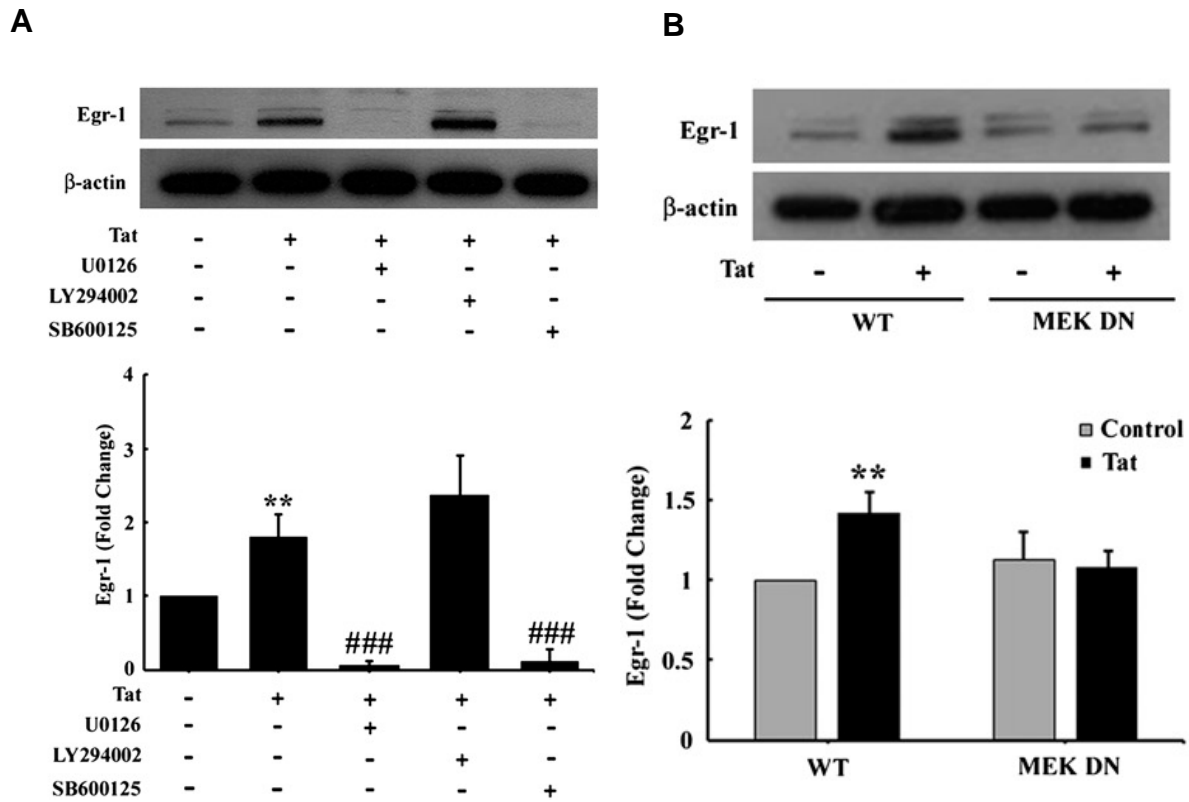 A
Egr-1
β-actin
Tat - + + + +
U0126 - - + - -
LY294002 - - - + -
SB600125 - - - - +
Egr-1 (Fold Change)
4
3
2
1
0
**
###
###
Tat - + + + +
U0126 - - + - -
LY294002 - - - + -
SB600125 - - - - +
B
Egr-1
β-actin
Tat - + - +
WT MEK DN
Egr-1 (Fold Change)
2
1.5
1
0.5
0
**
Control
Tat
WT MEK DN